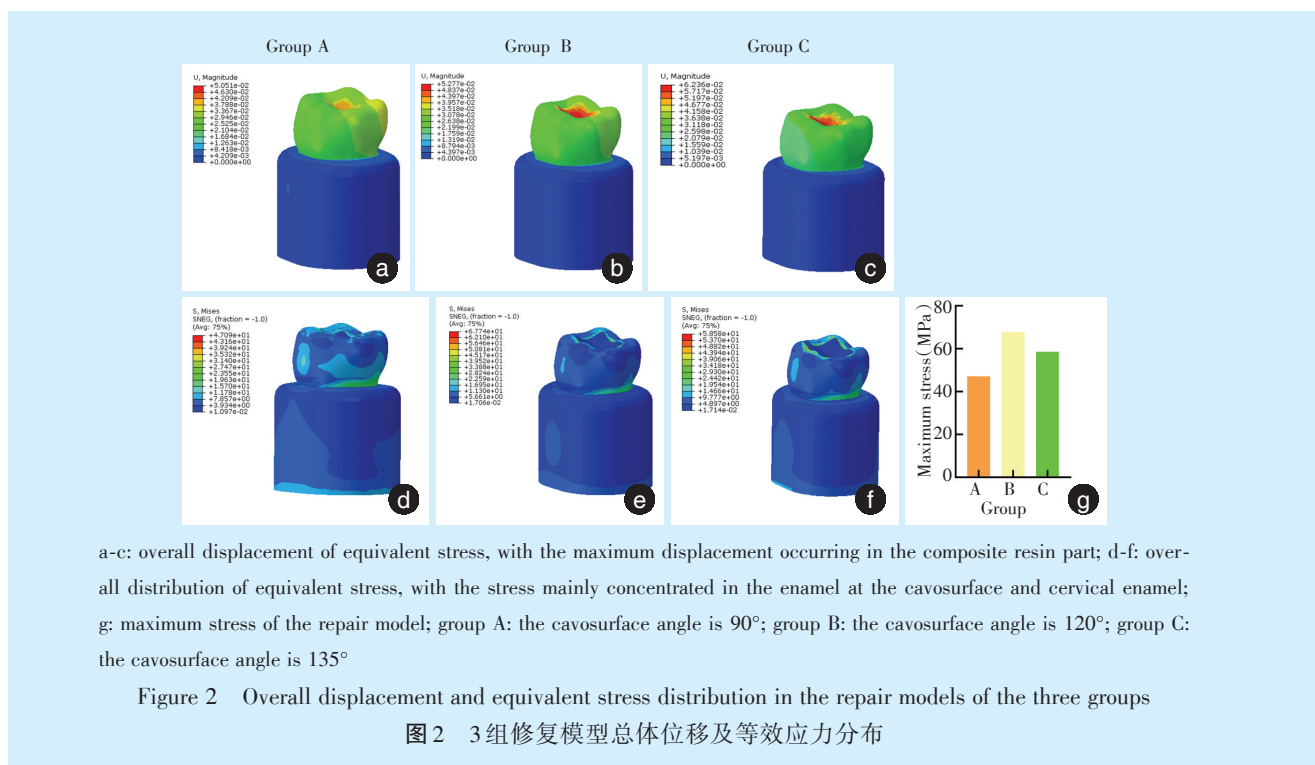 Group A
Group B
Group C
U, Magnitude
+5.051e-02
+4.630e-02
+4.209e-02
+3.788e-02
+3.367e-02
+2.946e-02
+2.525e-02
+2.104e-02
+1.684e-02
+1.263e-02
+8.418e-03
+4.209e-03
+0.000e+00
a
U, Magnitude
+5.277e-02
+4.837e-02
+4.397e-02
+3.957e-02
+3.518e-02
+3.078e-02
+2.638e-02
+2.199e-02
+1.759e-02
+1.319e-02
+8.794e-03
+4.397e-03
+0.000e+00
b
U, Magnitude
+6.236e-02
+5.717e-02
+5.197e-02
+4.677e-02
+4.158e-02
+3.638e-02
+3.118e-02
+2.598e-02
+2.079e-02
+1.559e-02
+1.039e-02
+5.197e-03
+0.000e+00
c
S, Mises
SNEG, (fraction = -1.0)
(Avg: 75%)
+4.709e+01
+4.316e+01
+3.924e+01
+3.532e+01
+3.140e+01
+2.747e+01
+2.355e+01
+1.963e+01
+1.570e+01
+1.178e+01
+7.857e+00
+3.934e+00
+1.097e-02
d
S, Mises
SNEG, (fraction = -1.0)
(Avg: 75%)
+6.774e+01
+6.210e+01
+5.646e+01
+5.081e+01
+4.517e+01
+3.952e+01
+3.388e+01
+2.824e+01
+2.259e+01
+1.695e+01
+1.130e+01
+5.661e+00
+1.706e-02
e
S, Mises
SNEG, (fraction = -1.0)
(Avg: 75%)
+5.858e+01
+5.370e+01
+4.882e+01
+4.394e+01
+3.906e+01
+3.418e+01
+2.930e+01
+2.442e+01
+1.954e+01
+1.466e+01
+9.777e+00
+4.897e+00
+1.714e-02
f
Maximum stress(MPa)
80
60
40
20
0
A B C
Group
g
a-c: overall displacement of equivalent stress, with the maximum displacement occurring in the composite resin part; d-f: over-
all distribution of equivalent stress, with the stress mainly concentrated in the enamel at the cavosurface and cervical enamel;
g: maximum stress of the repair model; group A: the cavosurface angle is 90°; group B: the cavosurface angle is 120°; group C:
the cavosurface angle is 135°
Figure 2 Overall displacement and equivalent stress distribution in the repair models of the three groups
图2 3组修复模型总体位移及等效应力分布